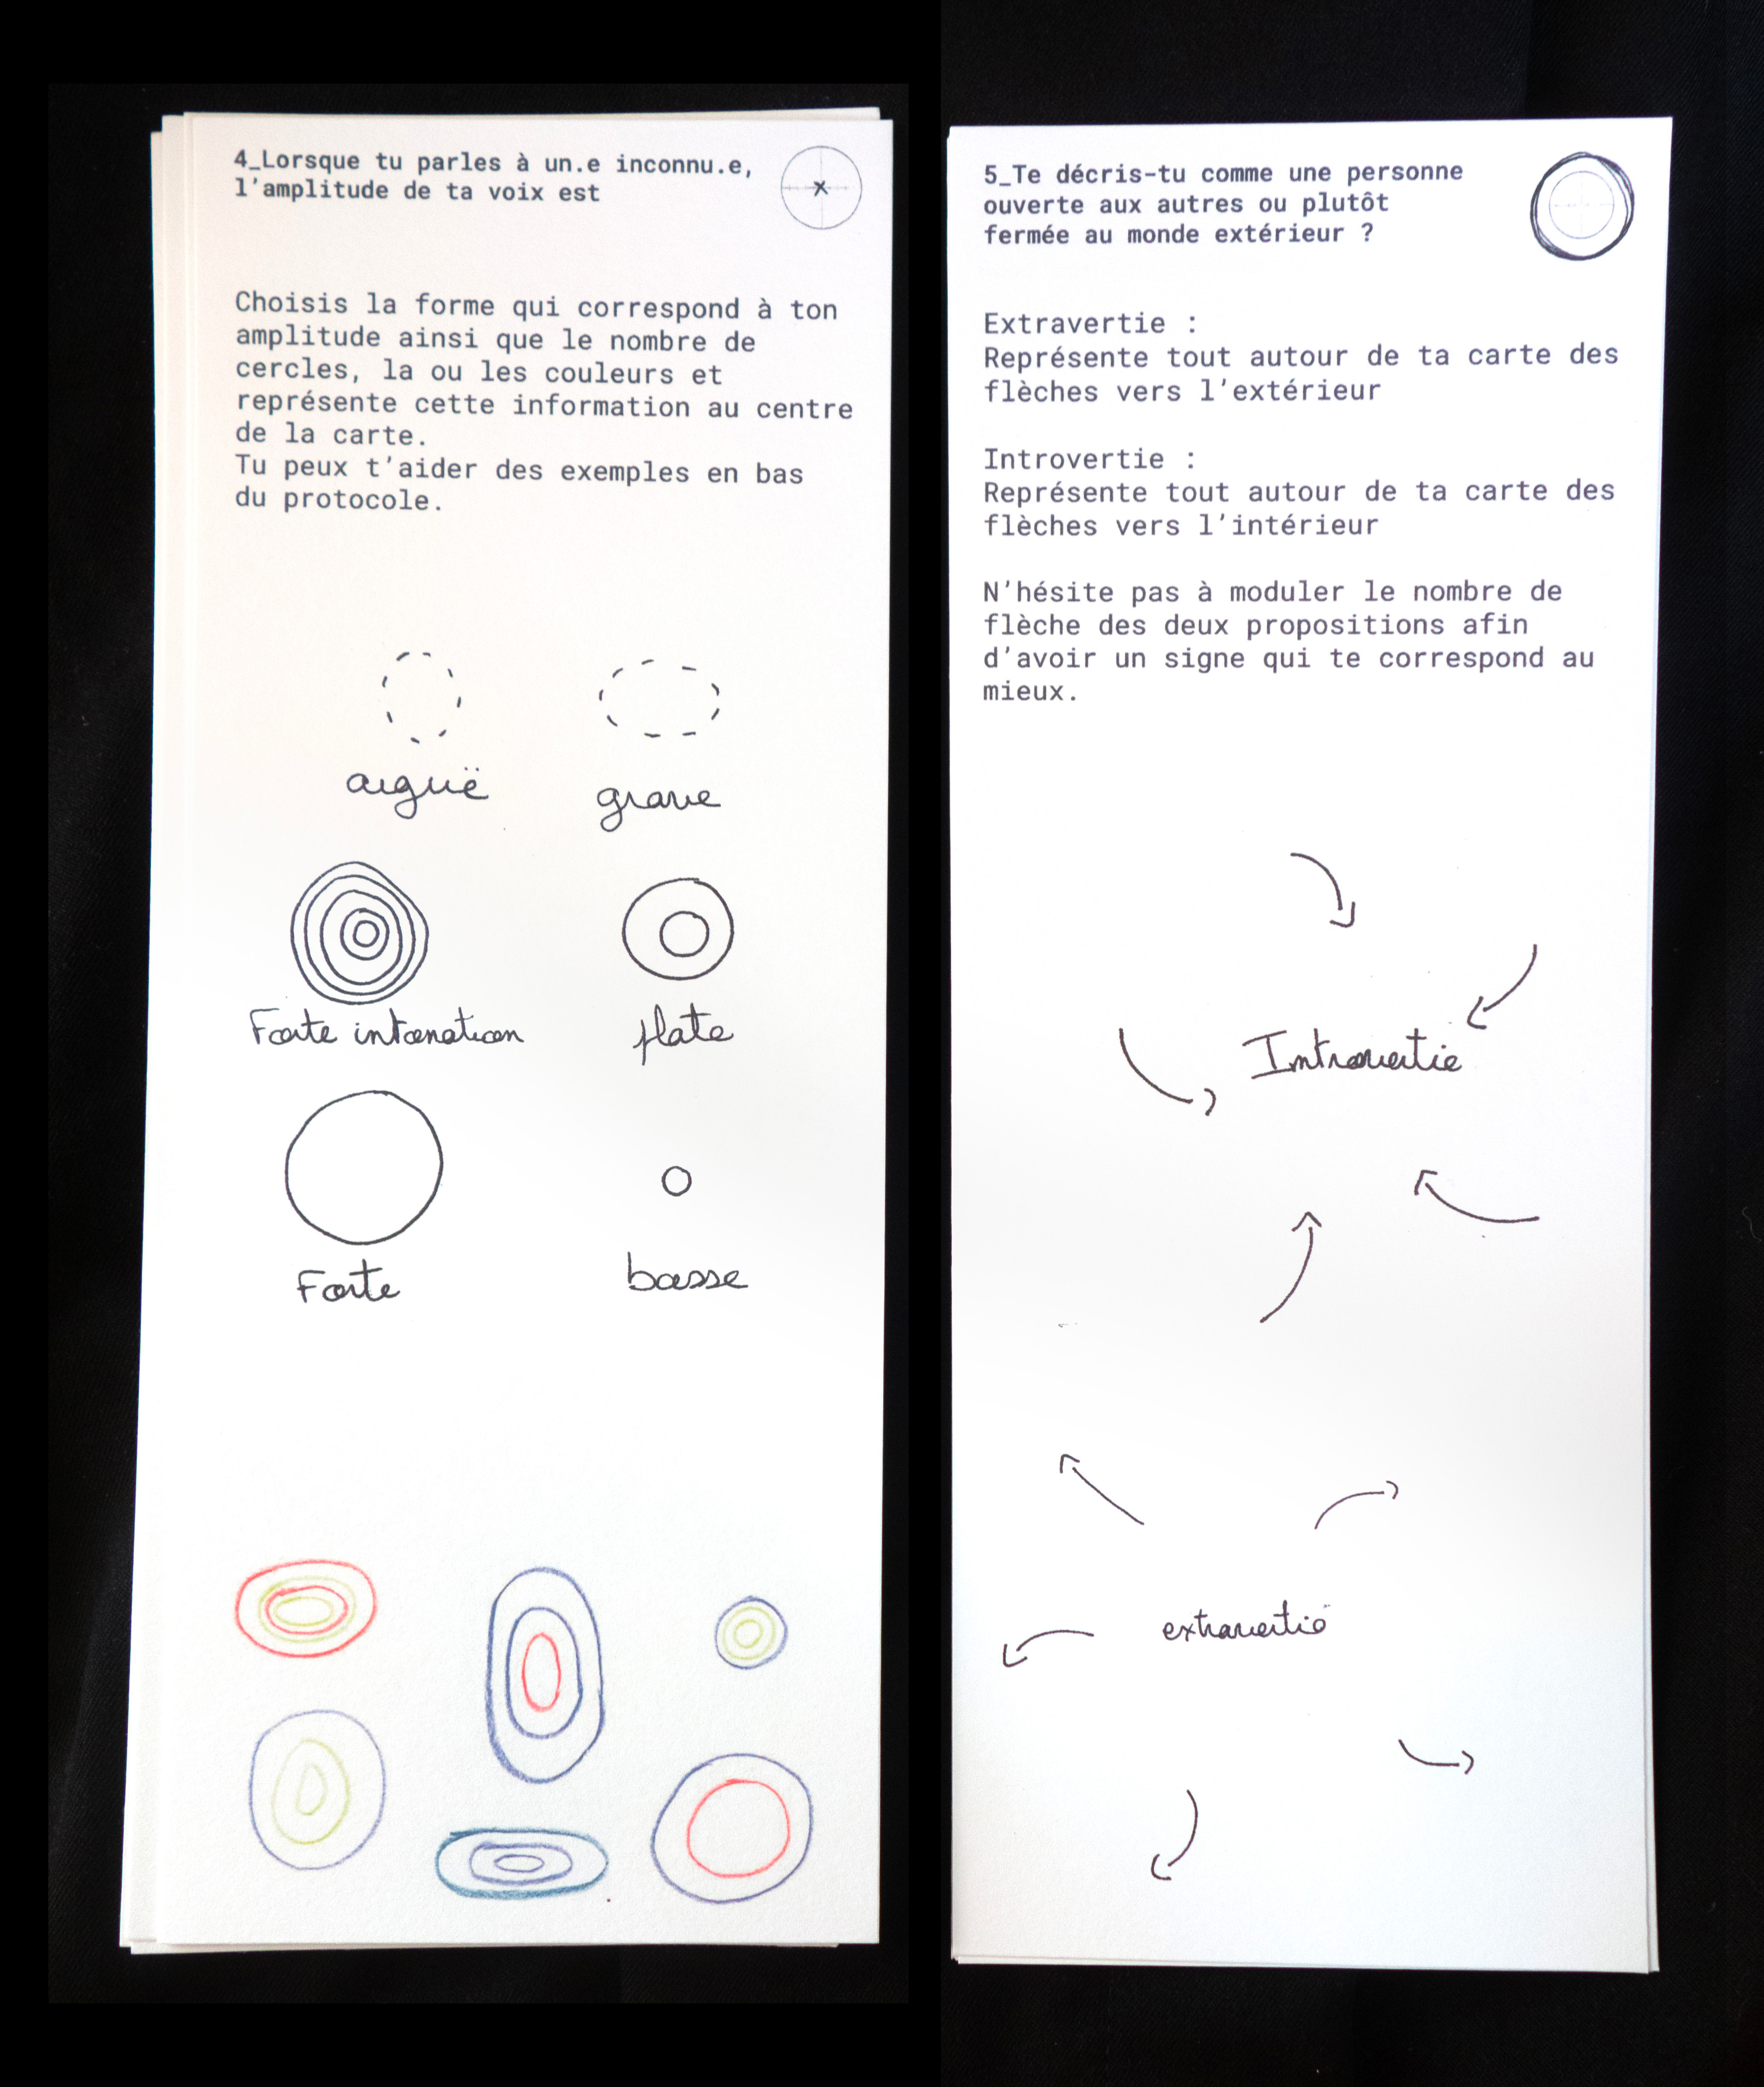 4_Lorsque tu parles à un.e inconnu.e,
l'amplitude de ta voix est
Choisis la forme qui correspond à ton
amplitude ainsi que le nombre de
cercles, la ou les couleurs et
représente cette information au centre
de la carte.
Tu peux t'aider des exemples en bas
du protocole.
aiguë
grave
Forte intonation
plate
Forte
basse
5_Te décris-tu comme une personne
ouverte aux autres ou plutôt
fermée au monde extérieur ?
Extravertie :
Représente tout autour de ta carte des
flèches vers l'extérieur
Introvertie :
Représente tout autour de ta carte des
flèches vers l'intérieur
N'hésite pas à moduler le nombre de
flèche des deux propositions afin
d'avoir un signe qui te correspond au
mieux.
Introvertie
extravertie